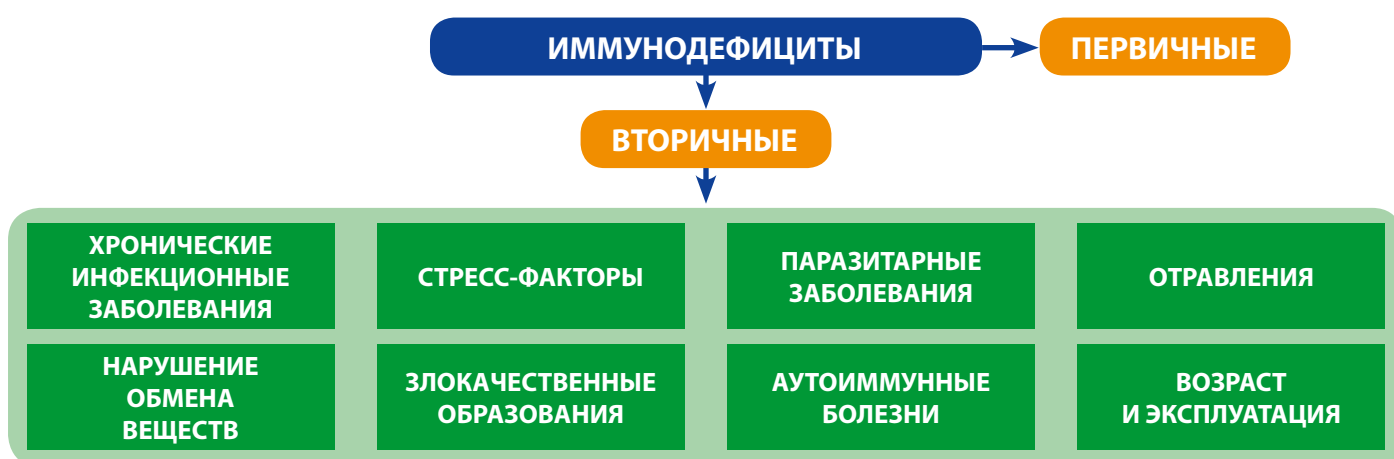 ИММУНОДЕФИЦИТЫ
ПЕРВИЧНЫЕ
ВТОРИЧНЫЕ
ХРОНИЧЕСКИЕ
ИНФЕКЦИОННЫЕ
ЗАБОЛЕВАНИЯ
СТРЕСС-ФАКТОРЫ
ПАРАЗИТАРНЫЕ
ЗАБОЛЕВАНИЯ
ОТРАВЛЕНИЯ
НАРУШЕНИЕ
ОБМЕНА
ВЕЩЕСТВ
ЗЛОКАЧЕСТВЕННЫЕ
ОБРАЗОВАНИЯ
АУТОИММУННЫЕ
БОЛЕЗНИ
ВОЗРАСТ
И ЭКСПЛУАТАЦИЯ